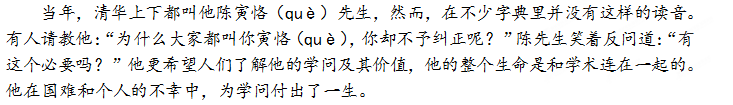 当年，清华上下都叫他陈寅恪（què）先生，然而，在不少字典里并没有这样的读音。
有人请教他：“为什么大家都叫你寅恪（què），你却不予纠正呢？”陈先生笑着反问道：“有
这个必要吗？”他更希望人们了解他的学问及其价值，他的整个生命是和学术连在一起的。
他在国难和个人的不幸中，为学问付出了一生。